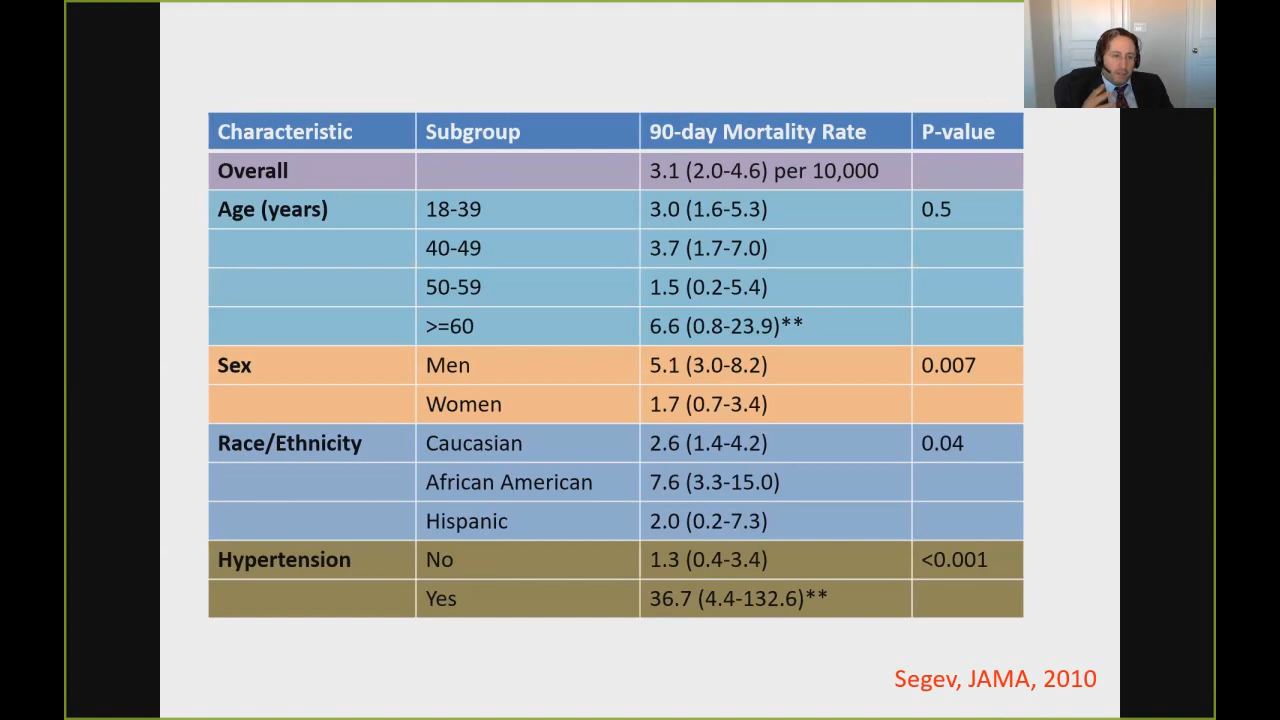 Characteristic Subgroup 90-day Mortality Rate P-value
Overall 3.1 (2.0-4.6) per 10,000
Age (years) 18-39 3.0 (1.6-5.3) 0.5
40-49 3.7 (1.7-7.0)
50-59 1.5 (0.2-5.4)
>=60 6.6 (0.8-23.9)**
Sex Men 5.1 (3.0-8.2) 0.007
Women 1.7 (0.7-3.4)
Race/Ethnicity Caucasian 2.6 (1.4-4.2) 0.04
African American 7.6 (3.3-15.0)
Hispanic 2.0 (0.2-7.3)
Hypertension No 1.3 (0.4-3.4) <0.001
Yes 36.7 (4.4-132.6)**
Segev, JAMA, 2010